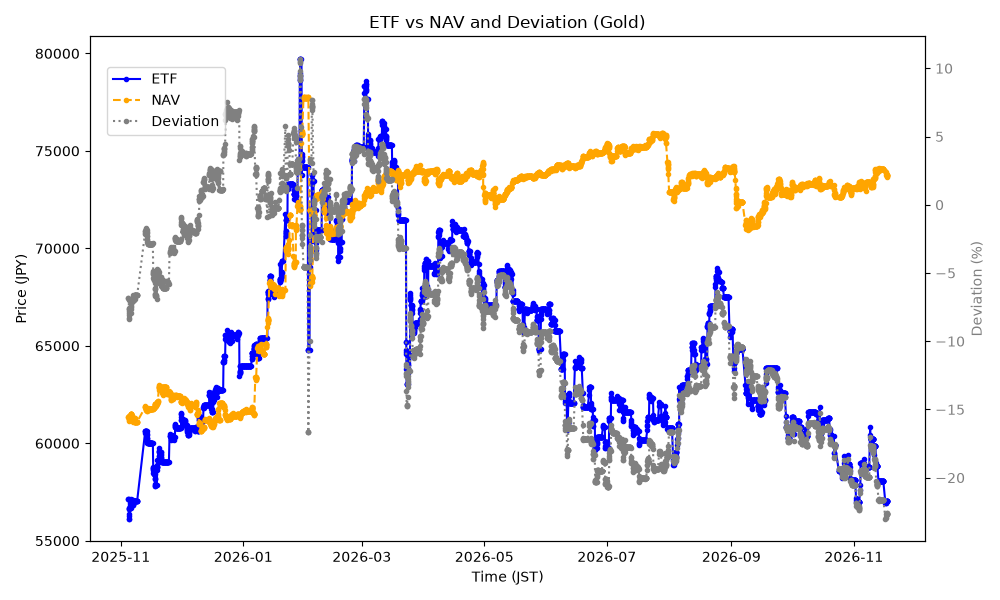 ETF vs NAV and Deviation (Gold)
ETF
NAV
Deviation
Price (JPY)
80000
75000
70000
65000
60000
55000
Deviation (%)
10
5
0
−5
−10
−15
−20
2025-11
2026-01
2026-03
2026-05
2026-07
2026-09
2026-11
Time (JST)